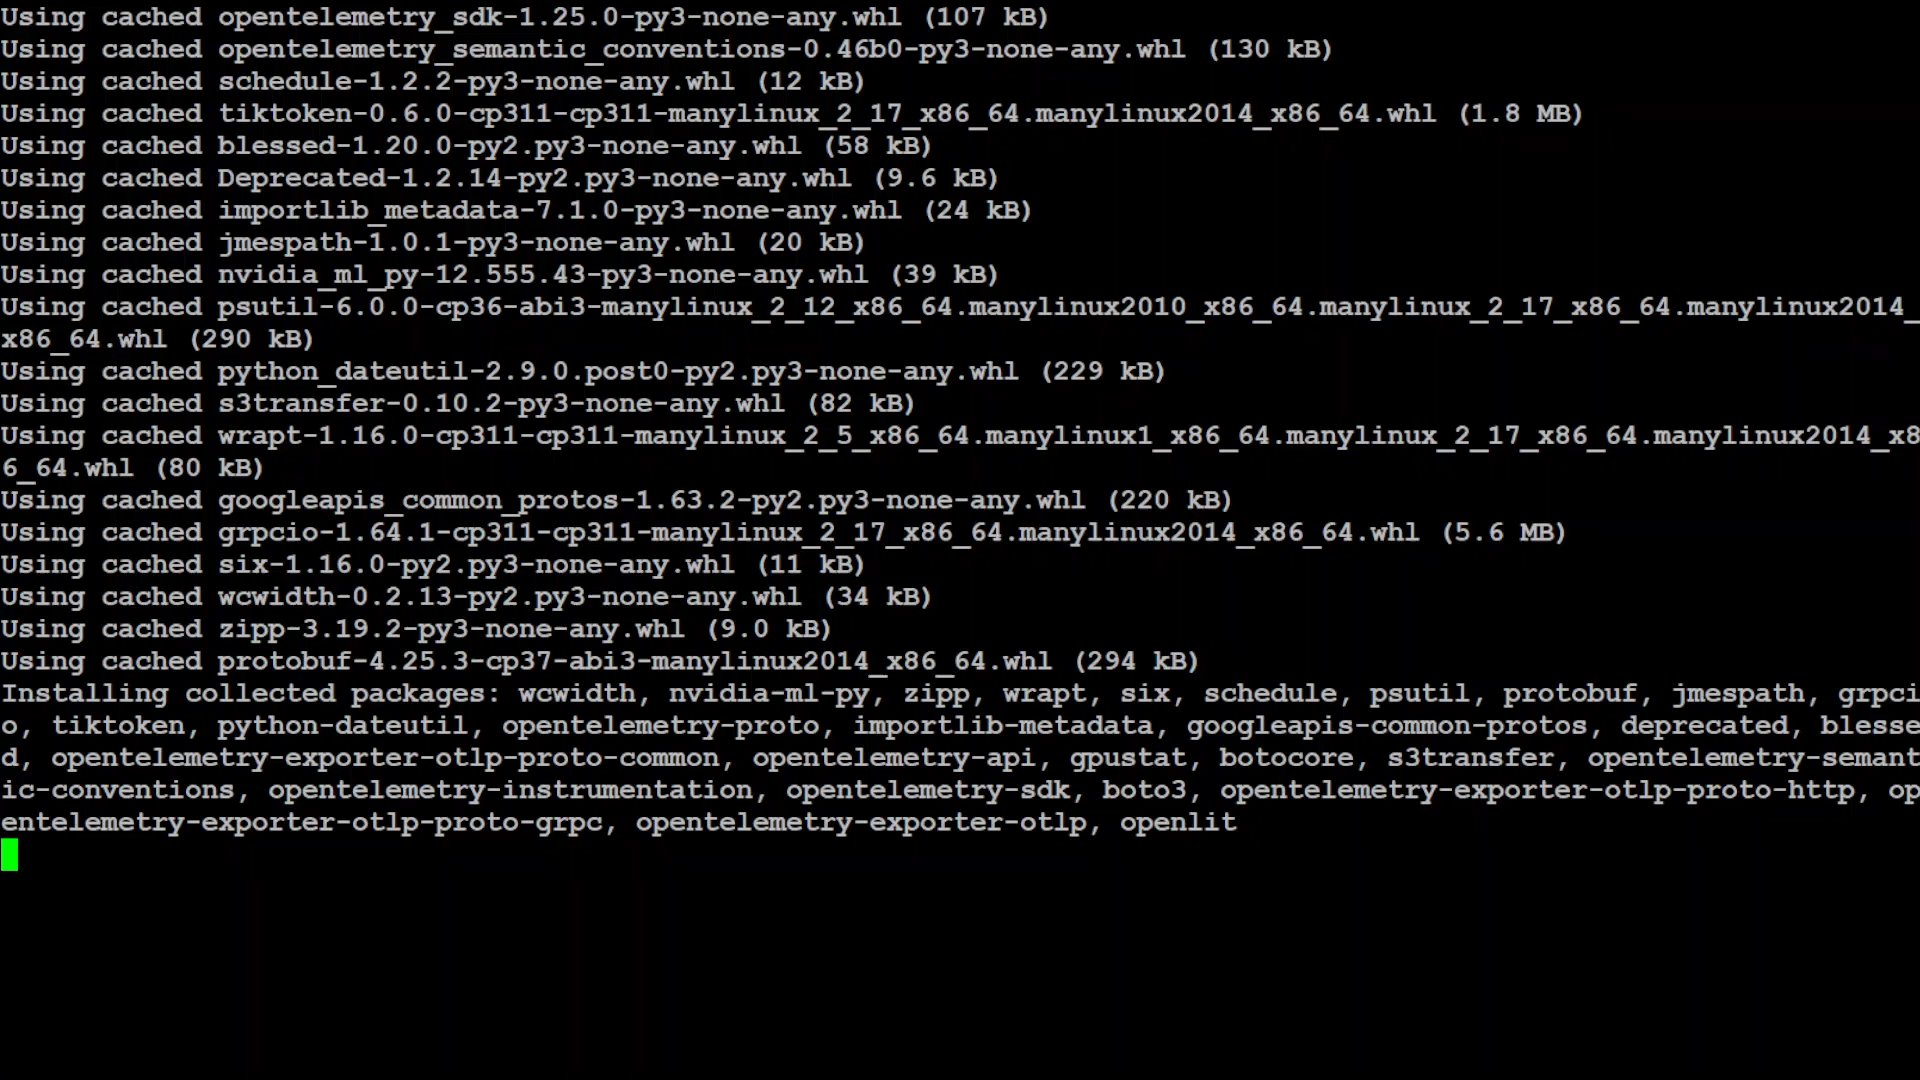 Using cached opentelemetry_sdk-1.25.0-py3-none-any.whl (107 kB)
Using cached opentelemetry_semantic_conventions-0.46b0-py3-none-any.whl (130 kB)
Using cached schedule-1.2.2-py3-none-any.whl (12 kB)
Using cached tiktoken-0.6.0-cp311-cp311-manylinux_2_17_x86_64.manylinux2014_x86_64.whl (1.8 MB)
Using cached blessed-1.20.0-py2.py3-none-any.whl (58 kB)
Using cached Deprecated-1.2.14-py2.py3-none-any.whl (9.6 kB)
Using cached importlib_metadata-7.1.0-py3-none-any.whl (24 kB)
Using cached jmespath-1.0.1-py3-none-any.whl (20 kB)
Using cached nvidia_ml_py-12.555.43-py3-none-any.whl (39 kB)
Using cached psutil-6.0.0-cp36-abi3-manylinux_2_12_x86_64.manylinux2010_x86_64.manylinux_2_17_x86_64.manylinux2014_
x86_64.whl (290 kB)
Using cached python_dateutil-2.9.0.post0-py2.py3-none-any.whl (229 kB)
Using cached s3transfer-0.10.2-py3-none-any.whl (82 kB)
Using cached wrapt-1.16.0-cp311-cp311-manylinux_2_5_x86_64.manylinux1_x86_64.manylinux_2_17_x86_64.manylinux2014_x8
6_64.whl (80 kB)
Using cached googleapis_common_protos-1.63.2-py2.py3-none-any.whl (220 kB)
Using cached grpcio-1.64.1-cp311-cp311-manylinux_2_17_x86_64.manylinux2014_x86_64.whl (5.6 MB)
Using cached six-1.16.0-py2.py3-none-any.whl (11 kB)
Using cached wcwidth-0.2.13-py2.py3-none-any.whl (34 kB)
Using cached zipp-3.19.2-py3-none-any.whl (9.0 kB)
Using cached protobuf-4.25.3-cp37-abi3-manylinux2014_x86_64.whl (294 kB)
Installing collected packages: wcwidth, nvidia-ml-py, zipp, wrapt, six, schedule, psutil, protobuf, jmespath, grpci
o, tiktoken, python-dateutil, opentelemetry-proto, importlib-metadata, googleapis-common-protos, deprecated, blesse
d, opentelemetry-exporter-otlp-proto-common, opentelemetry-api, gpustat, botocore, s3transfer, opentelemetry-semant
ic-conventions, opentelemetry-instrumentation, opentelemetry-sdk, boto3, opentelemetry-exporter-otlp-proto-http, op
entelemetry-exporter-otlp-proto-grpc, opentelemetry-exporter-otlp, openlit